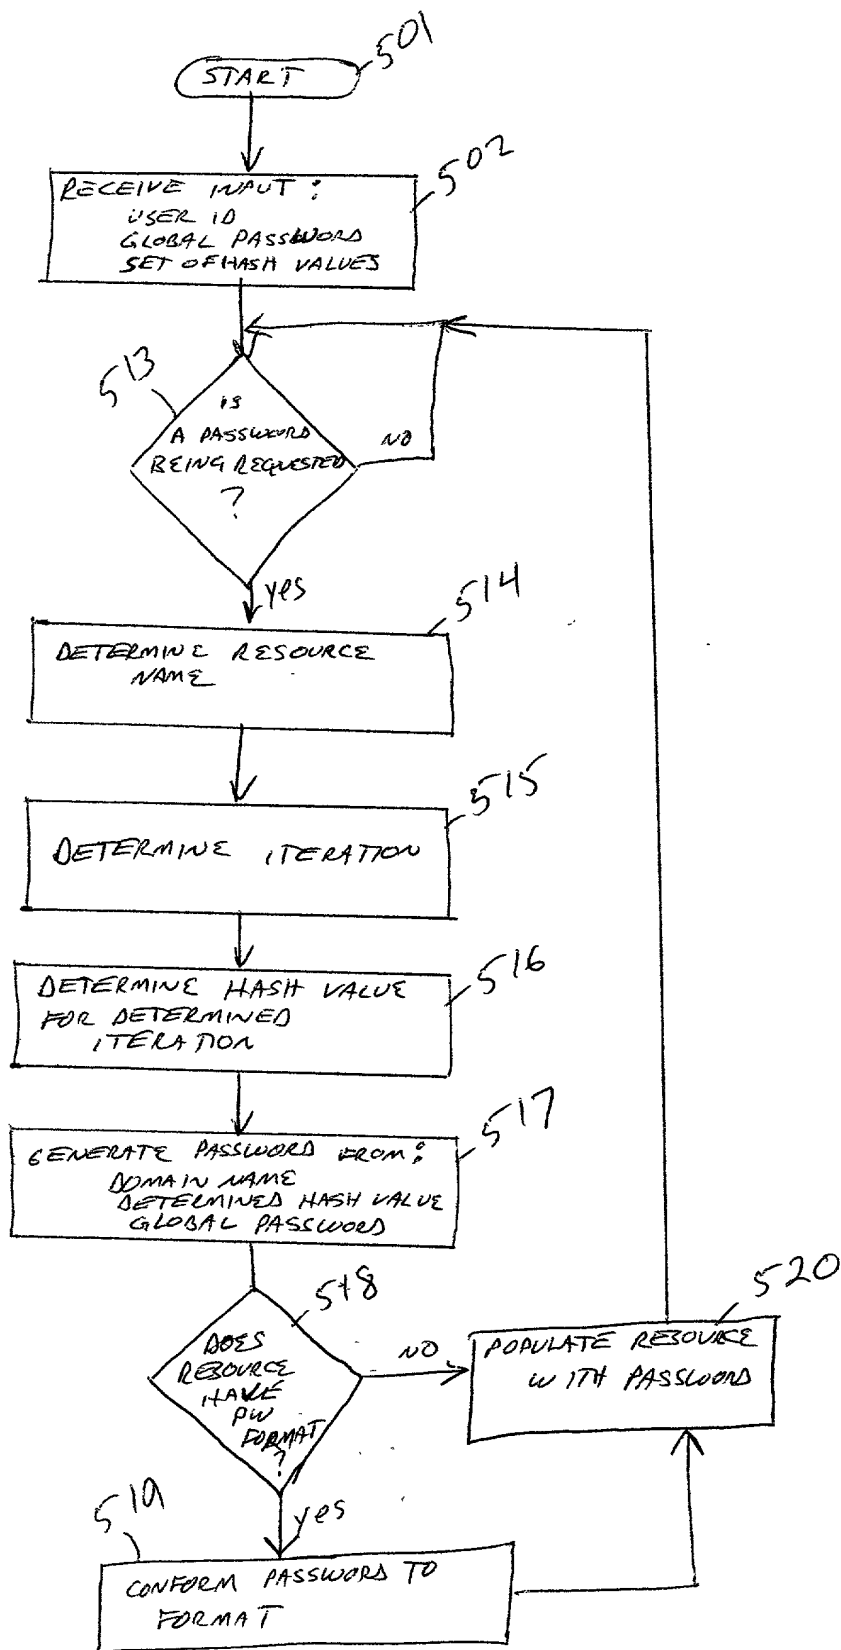 START
501
RECEIVE INPUT:
USER ID
GLOBAL PASSWORD
SET OF HASH VALUES
502
513
IS
A PASSWORD
BEING REQUESTED
?
NO
yes
514
DETERMINE RESOURCE
NAME
515
DETERMINE ITERATION
516
DETERMINE HASH VALUE
FOR DETERMINED
ITERATION
517
GENERATE PASSWORD FROM:
DOMAIN NAME
DETERMINED HASH VALUE
GLOBAL PASSWORD
518
DOES
RESOURCE
HAVE
PW
FORMAT
?
NO
520
POPULATE RESOURCE
WITH PASSWORD
yes
519
CONFORM PASSWORD TO
FORMAT